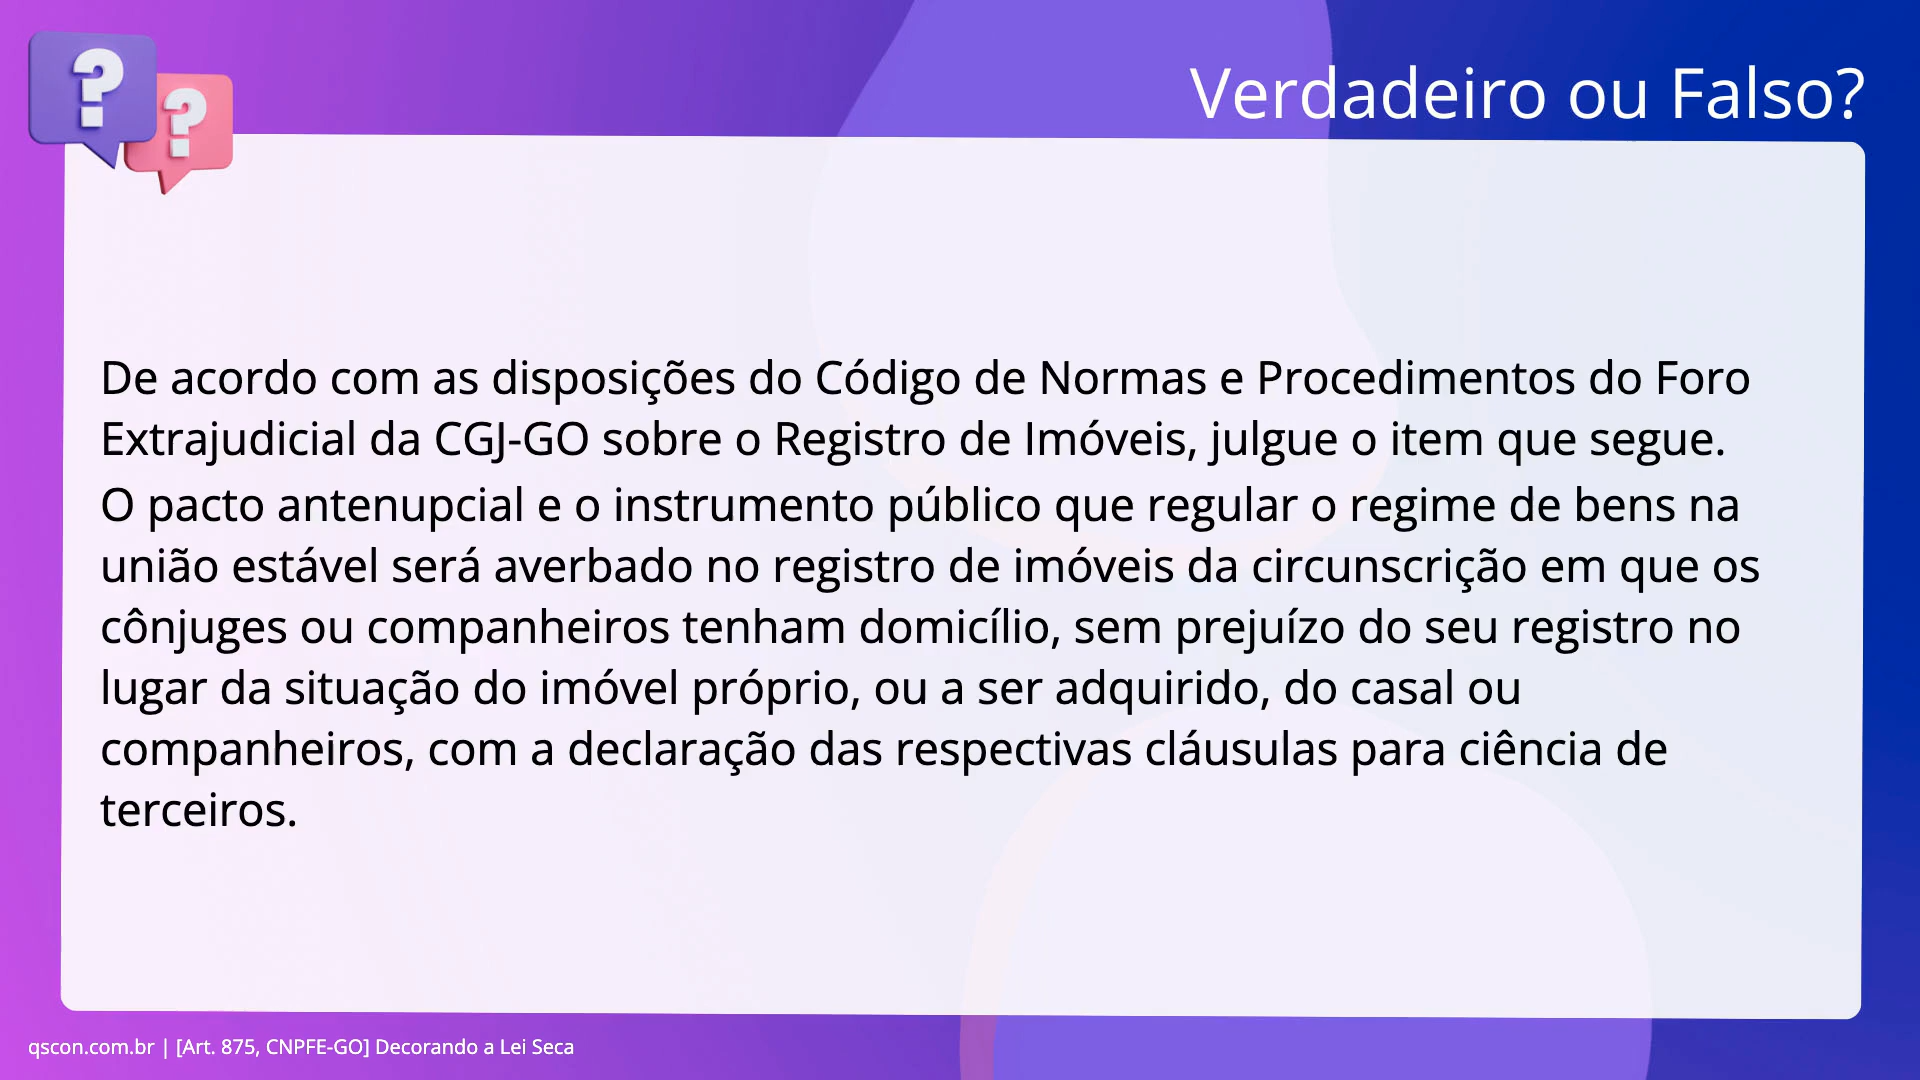 Verdadeiro ou Falso?
De acordo com as disposições do Código de Normas e Procedimentos do Foro
Extrajudicial da CGJ-GO sobre o Registro de Imóveis, julgue o item que segue.
O pacto antenupcial e o instrumento público que regular o regime de bens na
união estável será averbado no registro de imóveis da circunscrição em que os
cônjuges ou companheiros tenham domicílio, sem prejuízo do seu registro no
lugar da situação do imóvel próprio, ou a ser adquirido, do casal ou
companheiros, com a declaração das respectivas cláusulas para ciência de
terceiros.
qscon.com.br | [Art. 875, CNPFE-GO] Decorando a Lei Seca